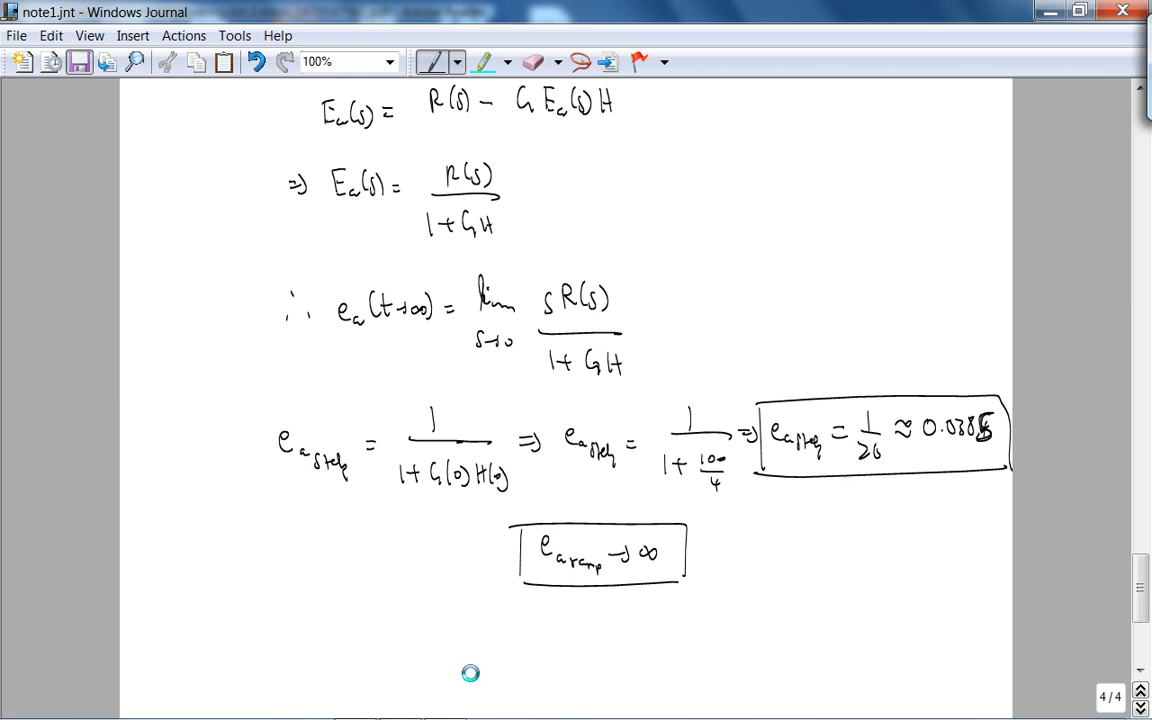 note1.jnt - Windows Journal
File Edit View Insert Actions Tools Help
100%
Ea(s) = R(s) - G Ea(s) H
⇒ Ea(s) = R(s) / 1 + GH
∴ ea(t→∞) = lim s→0 s R(s) / 1 + GH
ea step = 1 / 1 + G(0) H(0) ⇒ ea step = 1 / 1 + 100/4 ⇒ ea step = 1/26 ≈ 0.0385
ea ramp → ∞
4 / 4